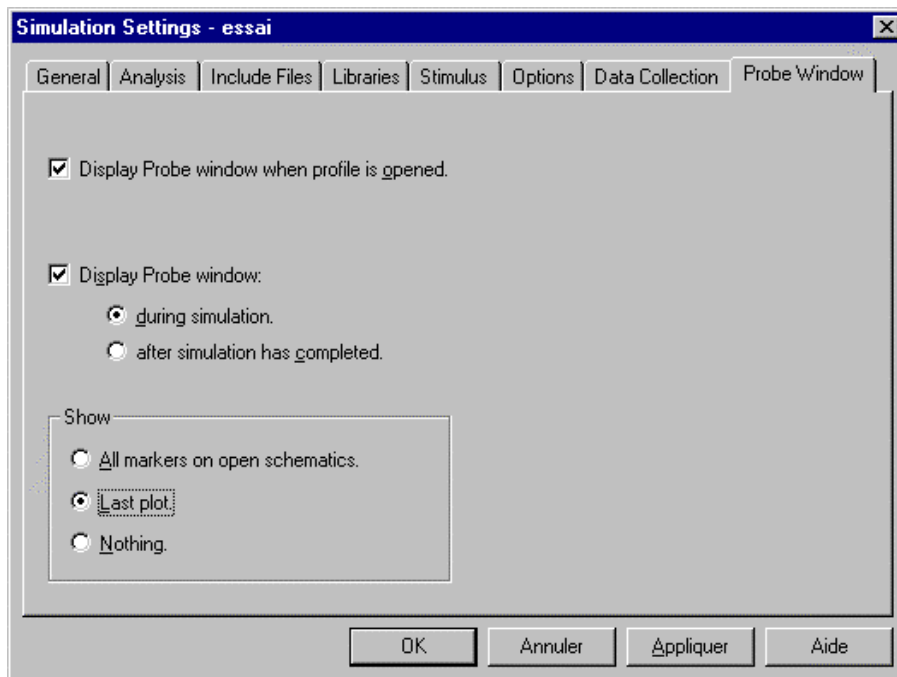 Simulation Settings - essai
General Analysis Include Files Libraries Stimulus Options Data Collection Probe Window
Display Probe window when profile is opened.
Display Probe window:
during simulation.
after simulation has completed.
Show
All markers on open schematics.
Last plot.
Nothing.
OK Annuler Appliquer Aide